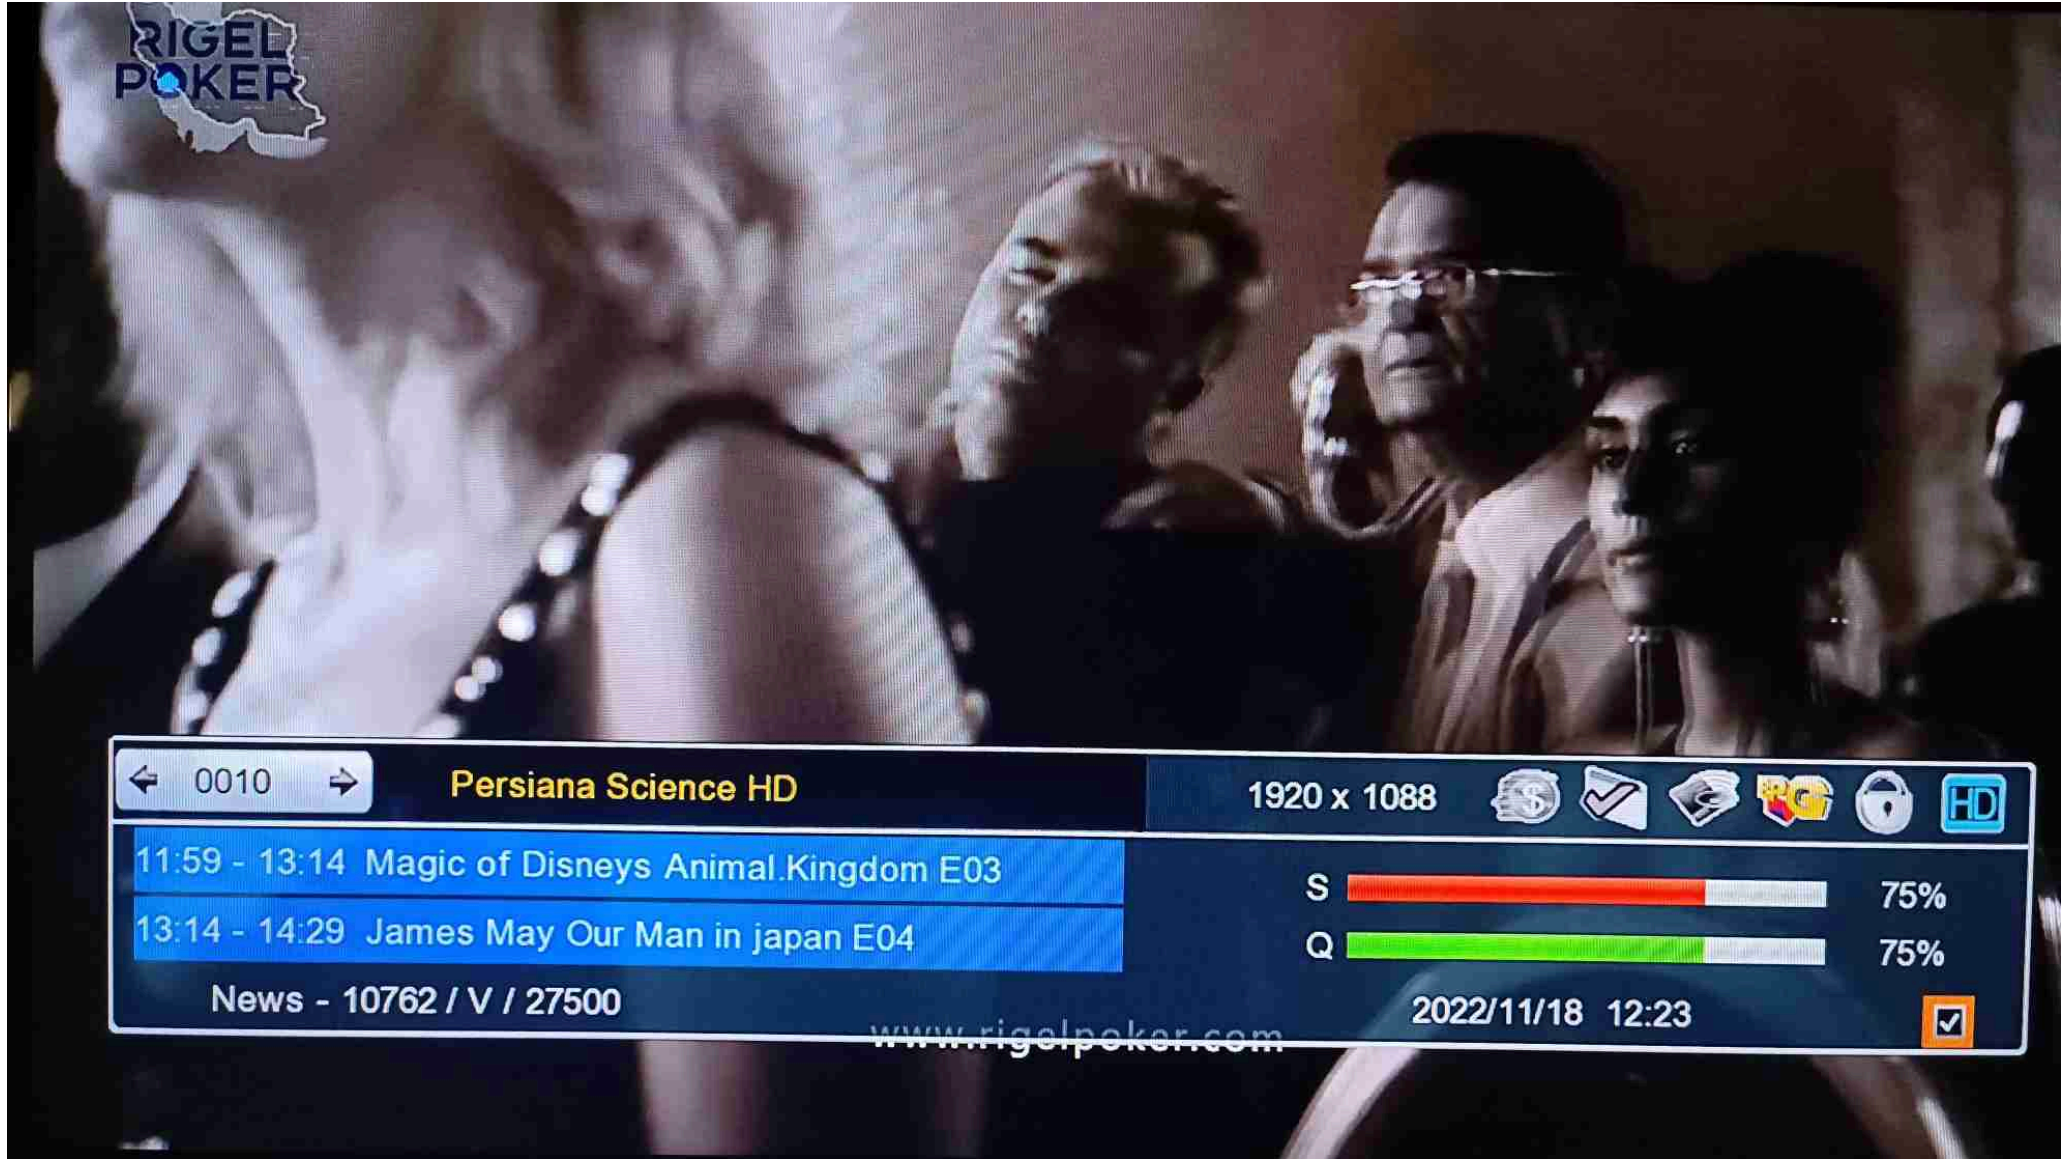 RIGEL
POKER
0010
Persiana Science HD
1920 x 1088
$
EPG
HD
11:59 - 13:14 Magic of Disneys Animal.Kingdom E03
13:14 - 14:29 James May Our Man in japan E04
S 75%
Q 75%
News - 10762 / V / 27500
2022/11/18 12:23
www.rigelpoker.com